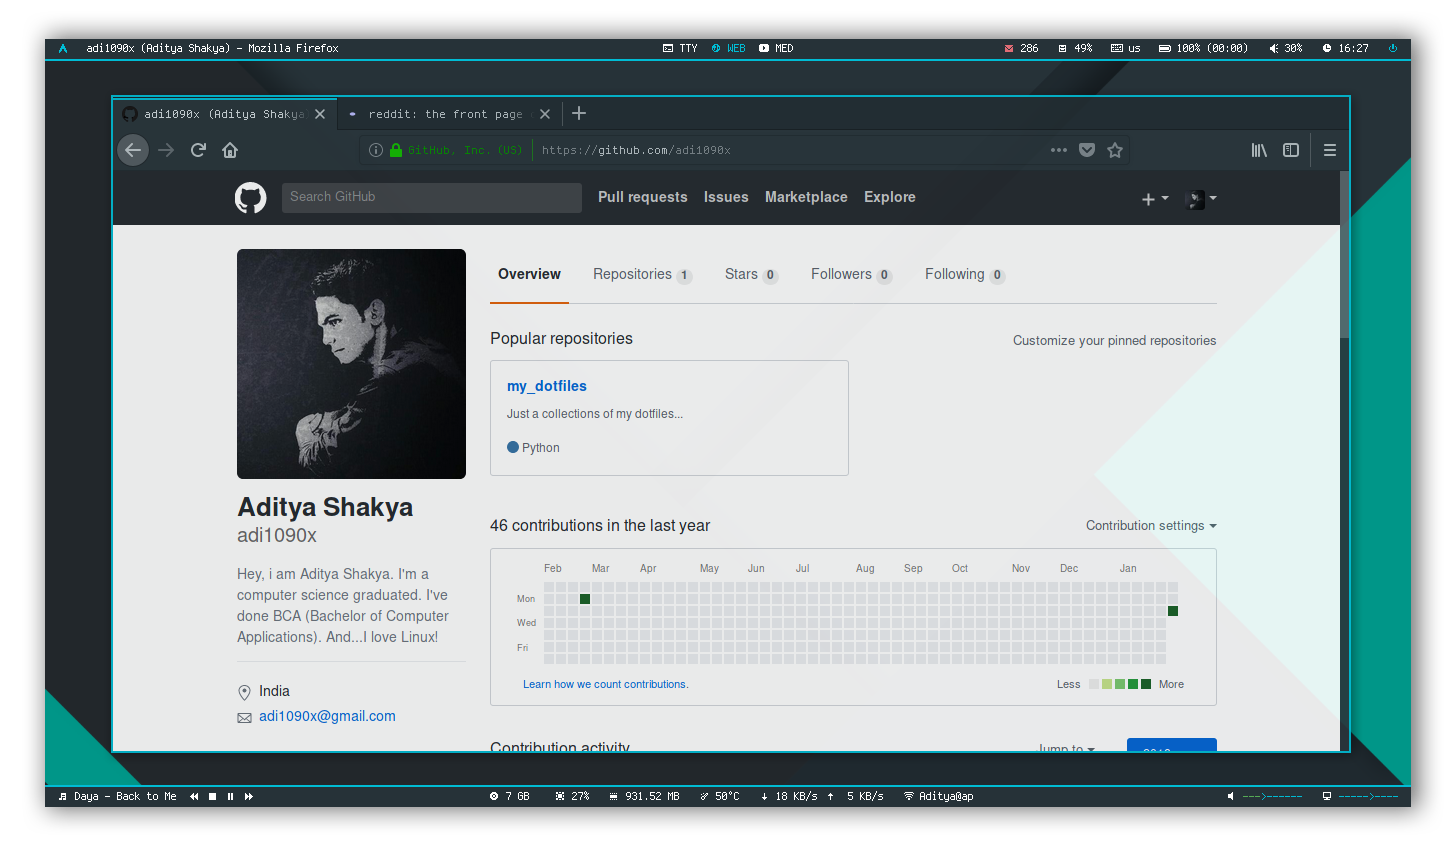 adi1090x (Aditya Shakya) - Mozilla Firefox TTY WEB MED 286 49% us 100% (00:00) 30% 16:27
adi1090x (Aditya Shakya reddit: the front page
GitHub, Inc. (US) https://github.com/adi1090x
Search GitHub Pull requests Issues Marketplace Explore
Overview Repositories 1 Stars 0 Followers 0 Following 0
Popular repositories Customize your pinned repositories
my_dotfiles
Just a collections of my dotfiles...
Python
Aditya Shakya
adi1090x
Hey, i am Aditya Shakya. I'm a
computer science graduated. I've
done BCA (Bachelor of Computer
Applications). And...I love Linux!
India
adi1090x@gmail.com
46 contributions in the last year Contribution settings
Feb Mar Apr May Jun Jul Aug Sep Oct Nov Dec Jan
Mon
Wed
Fri
Learn how we count contributions. Less More
Contribution activity Jump to
Daya - Back to Me 7 GB 27% 931.52 MB 50°C 18 KB/s 5 KB/s Aditya@ap --->------ ----->----